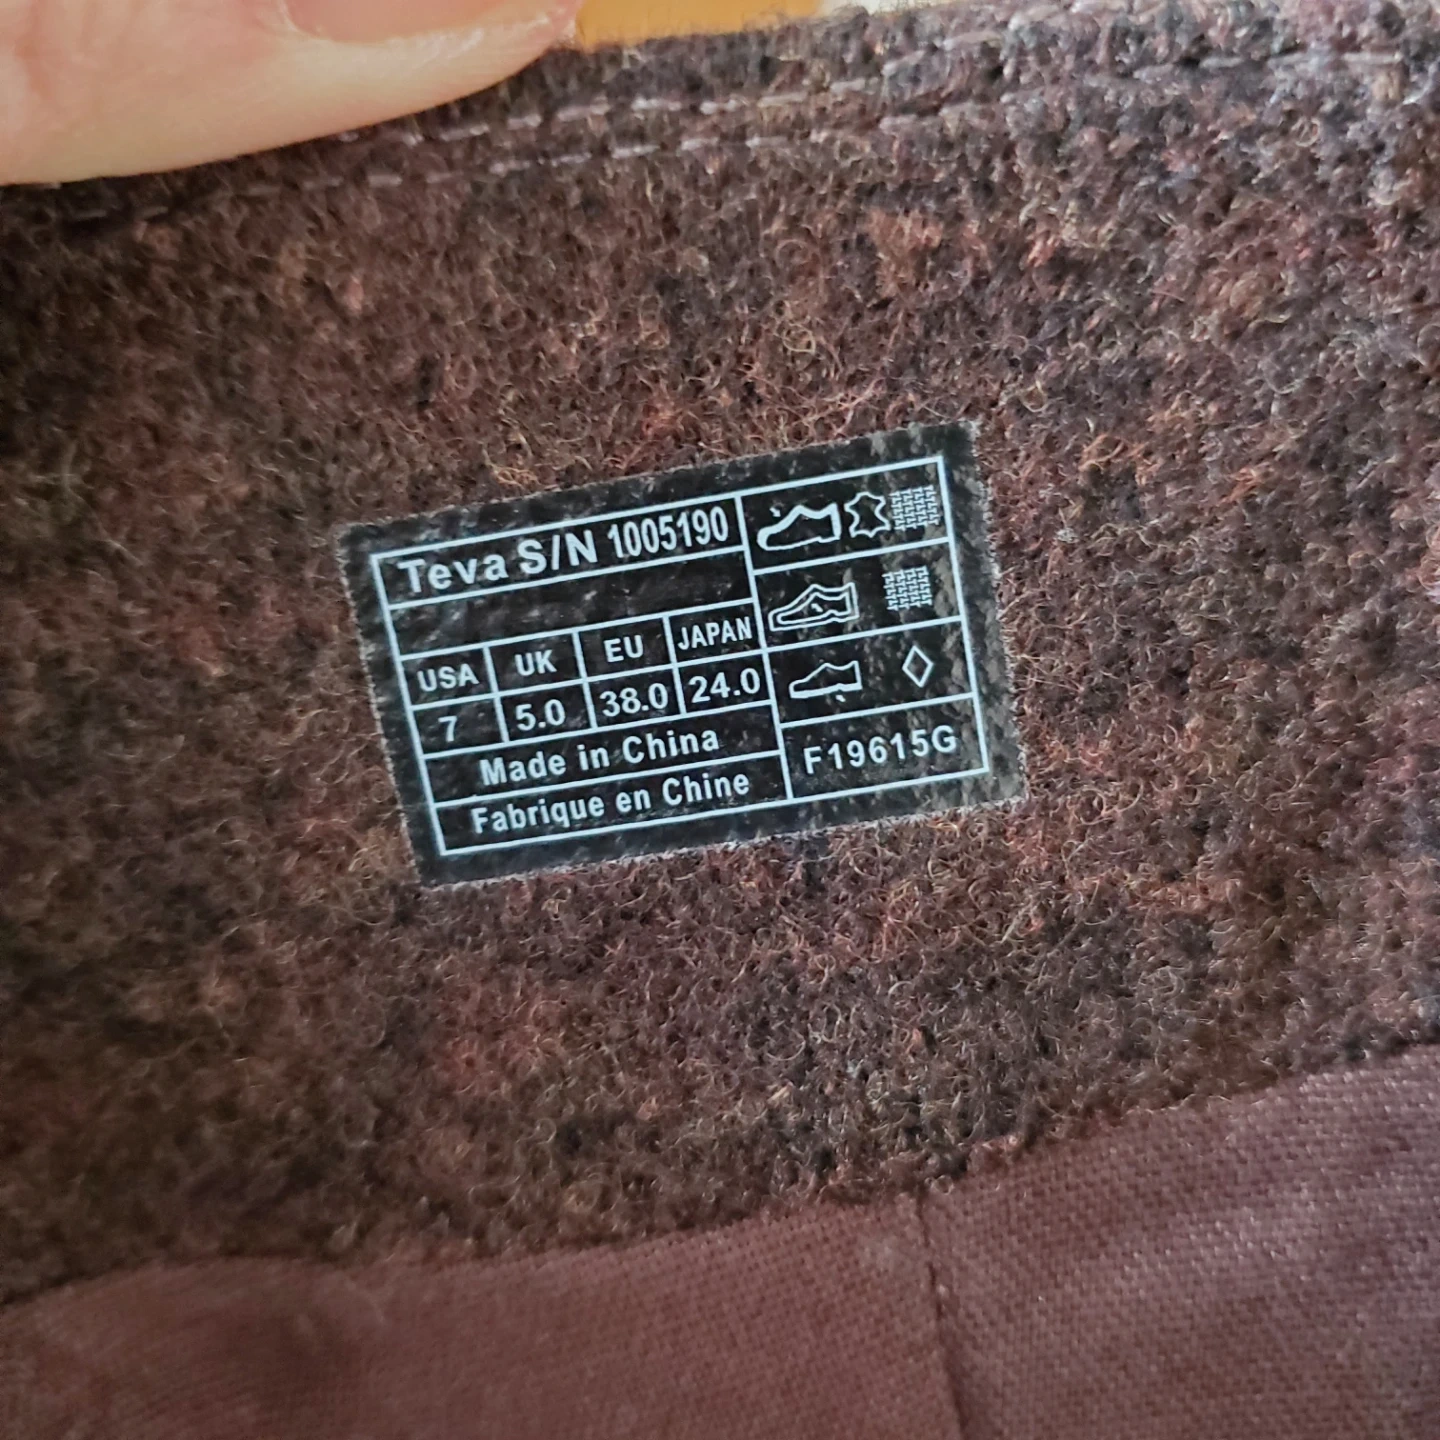 Teva S/N 1005190
USA UK EU JAPAN
7 5.0 38.0 24.0
Made in China
Fabrique en Chine
F19615G